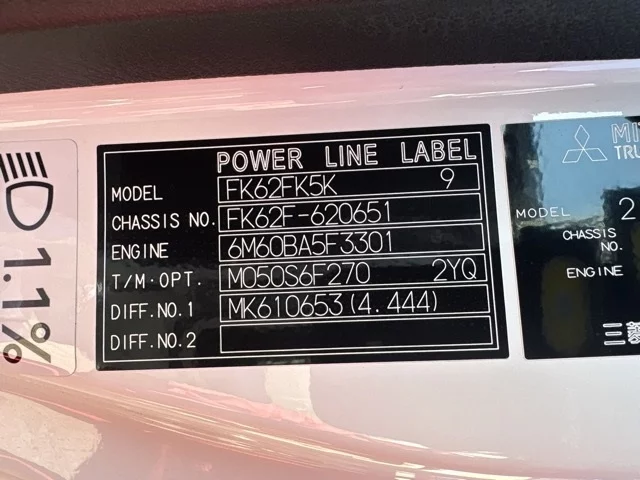 POWER LINE LABEL
MODEL FK62FK5K 9
CHASSIS NO. FK62F-620651
ENGINE 6M60BA5F3301
T/M·OPT. M050S6F270 2YQ
DIFF.NO.1 MK610653(4.444)
DIFF.NO.2
1.1%
MODEL 2
CHASSIS
NO.
ENGINE